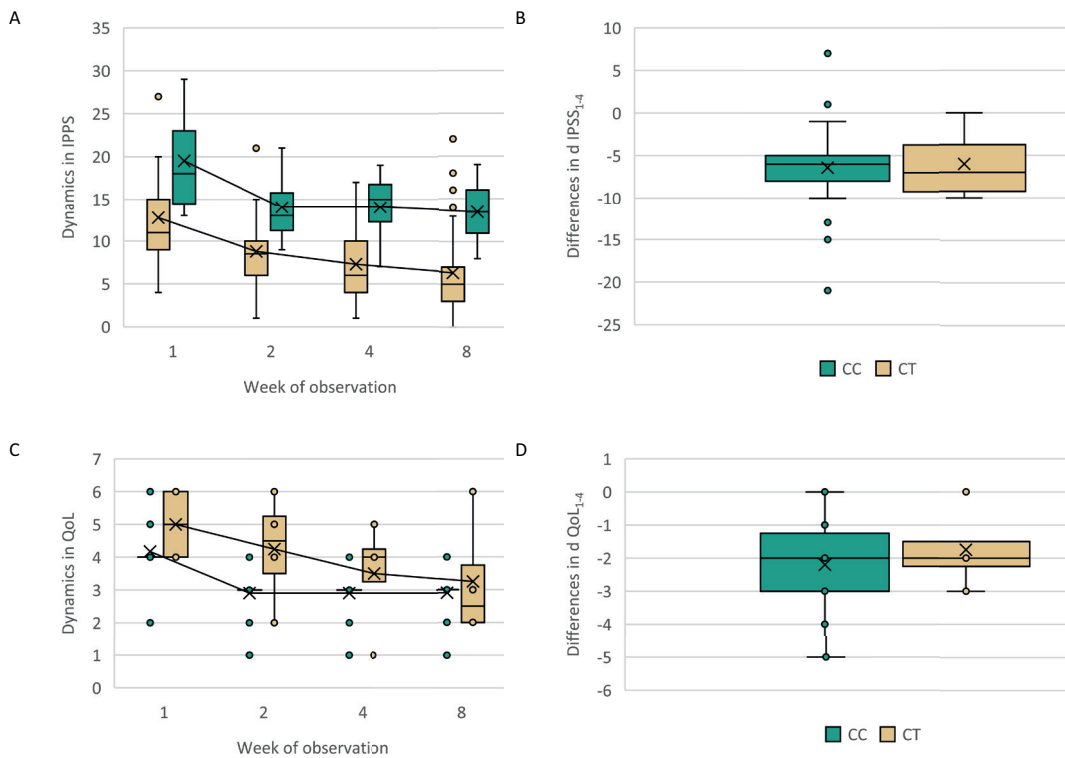 A
35
30
25
20
15
10
5
0
Dynamics in IPPS
1 2 4 8
Week of observation
B
10
5
0
-5
-10
-15
-20
-25
Differences in d IPSS1-4
CC CT
C
7
6
5
4
3
2
1
0
Dynamics in QoL
1 2 4 8
Week of observation
D
1
0
-1
-2
-3
-4
-5
-6
Differences in d QoL1-4
CC CT